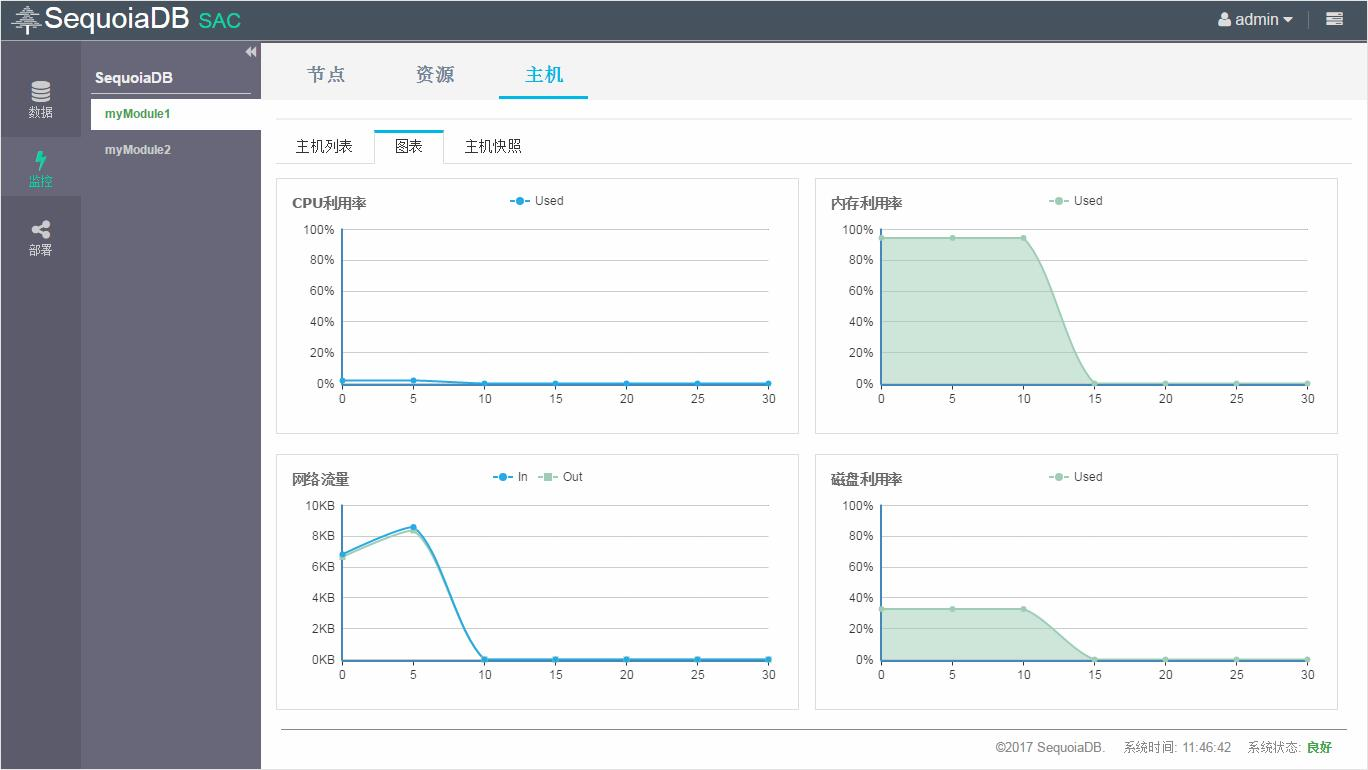 SequoiaDB SAC
admin
数据
监控
部署
SequoiaDB
myModule1
myModule2
节点 资源 主机
主机列表 图表 主机快照
CPU利用率
Used
100%
80%
60%
40%
20%
0%
0 5 10 15 20 25 30
内存利用率
Used
100%
80%
60%
40%
20%
0%
0 5 10 15 20 25 30
网络流量
In Out
10KB
8KB
6KB
4KB
2KB
0KB
0 5 10 15 20 25 30
磁盘利用率
Used
100%
80%
60%
40%
20%
0%
0 5 10 15 20 25 30
©2017 SequoiaDB. 系统时间: 11:46:42 系统状态: 良好